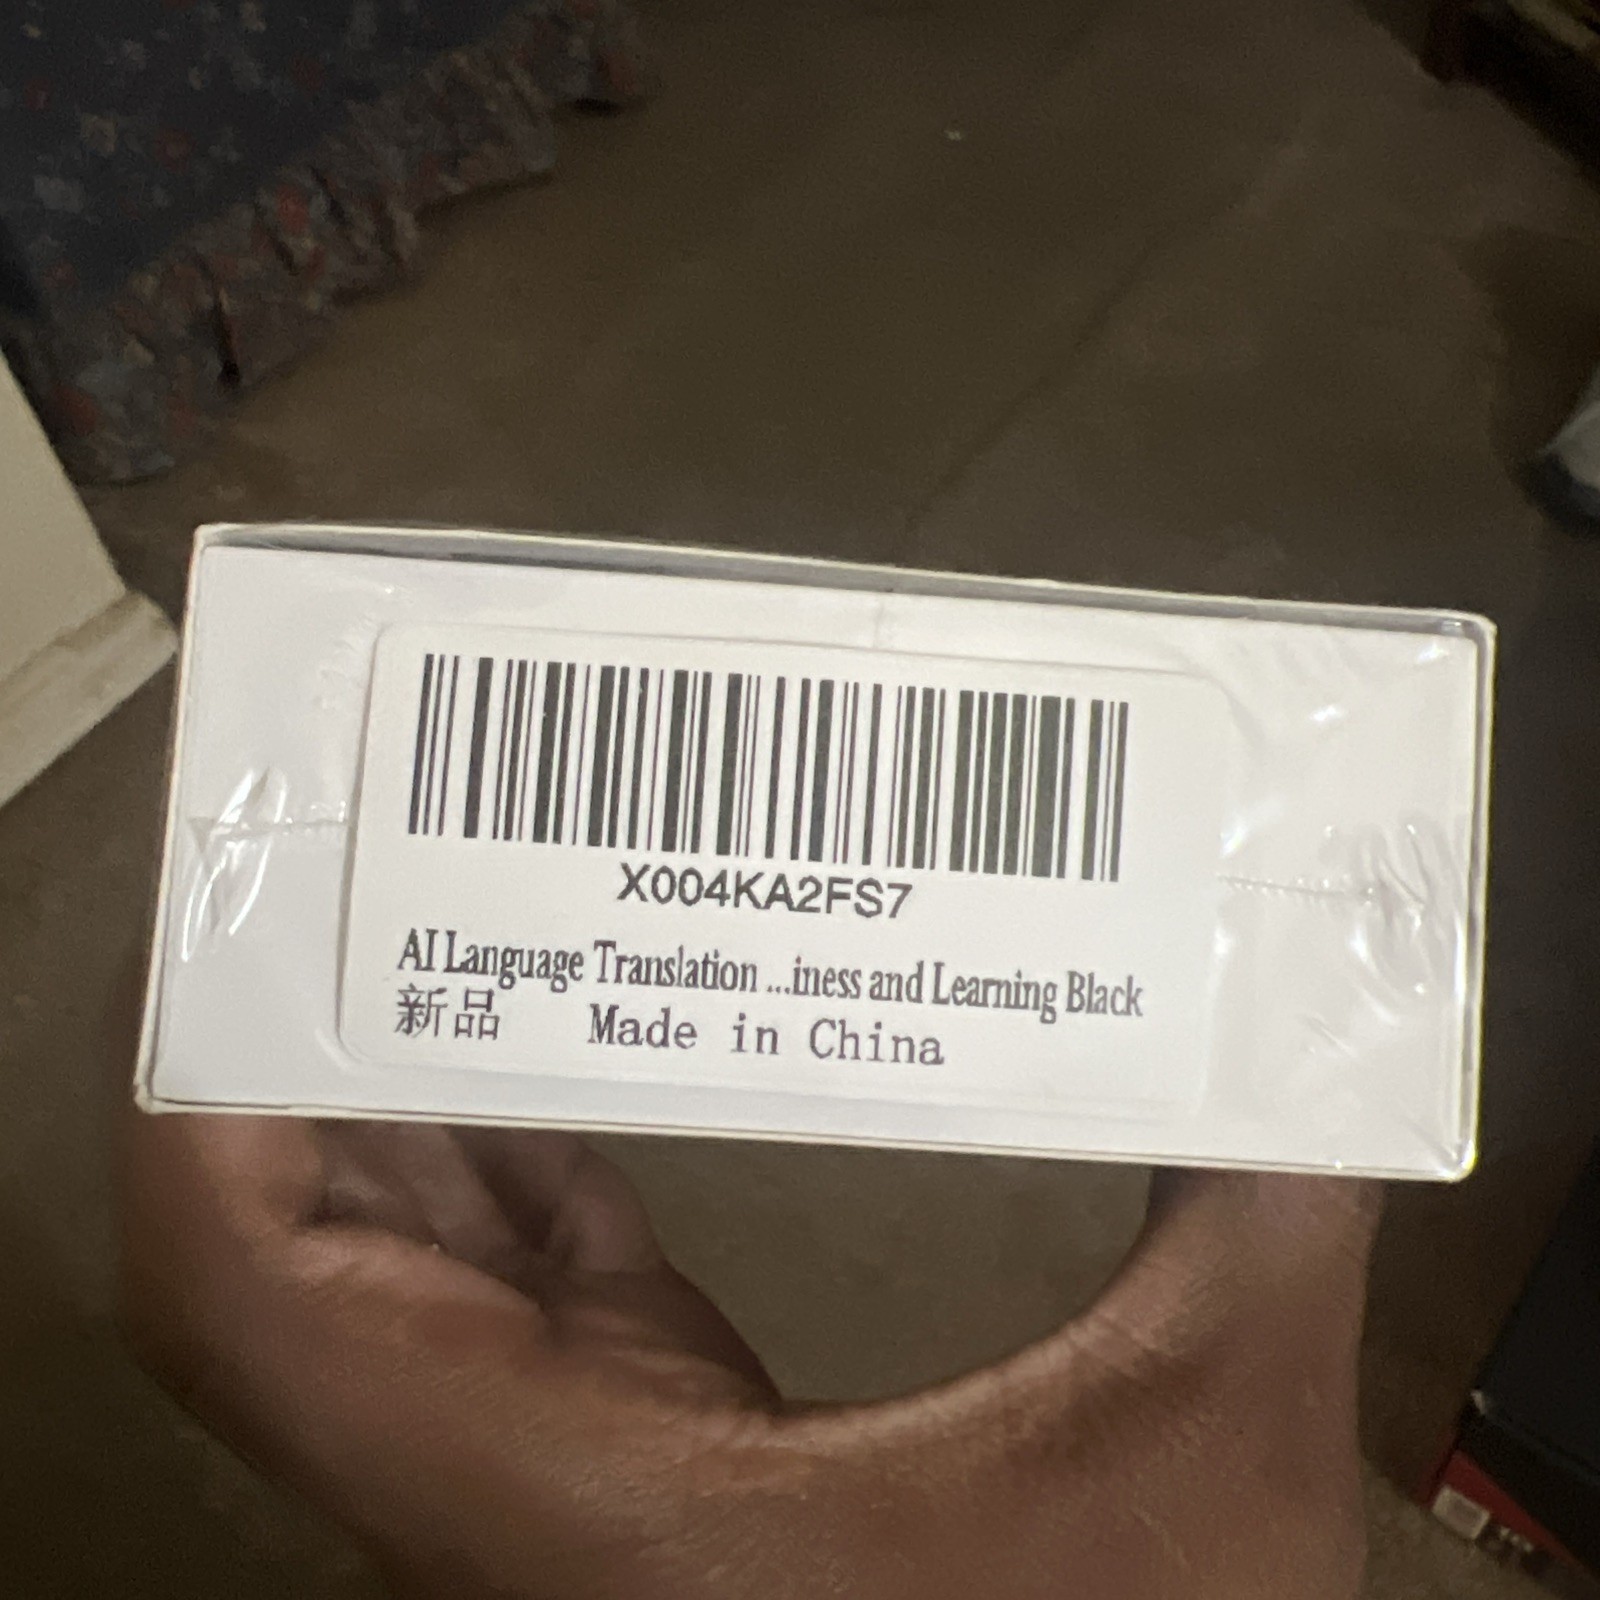 X004KA2FS7
AI Language Translation ...iness and Learning Black
新品 Made in China